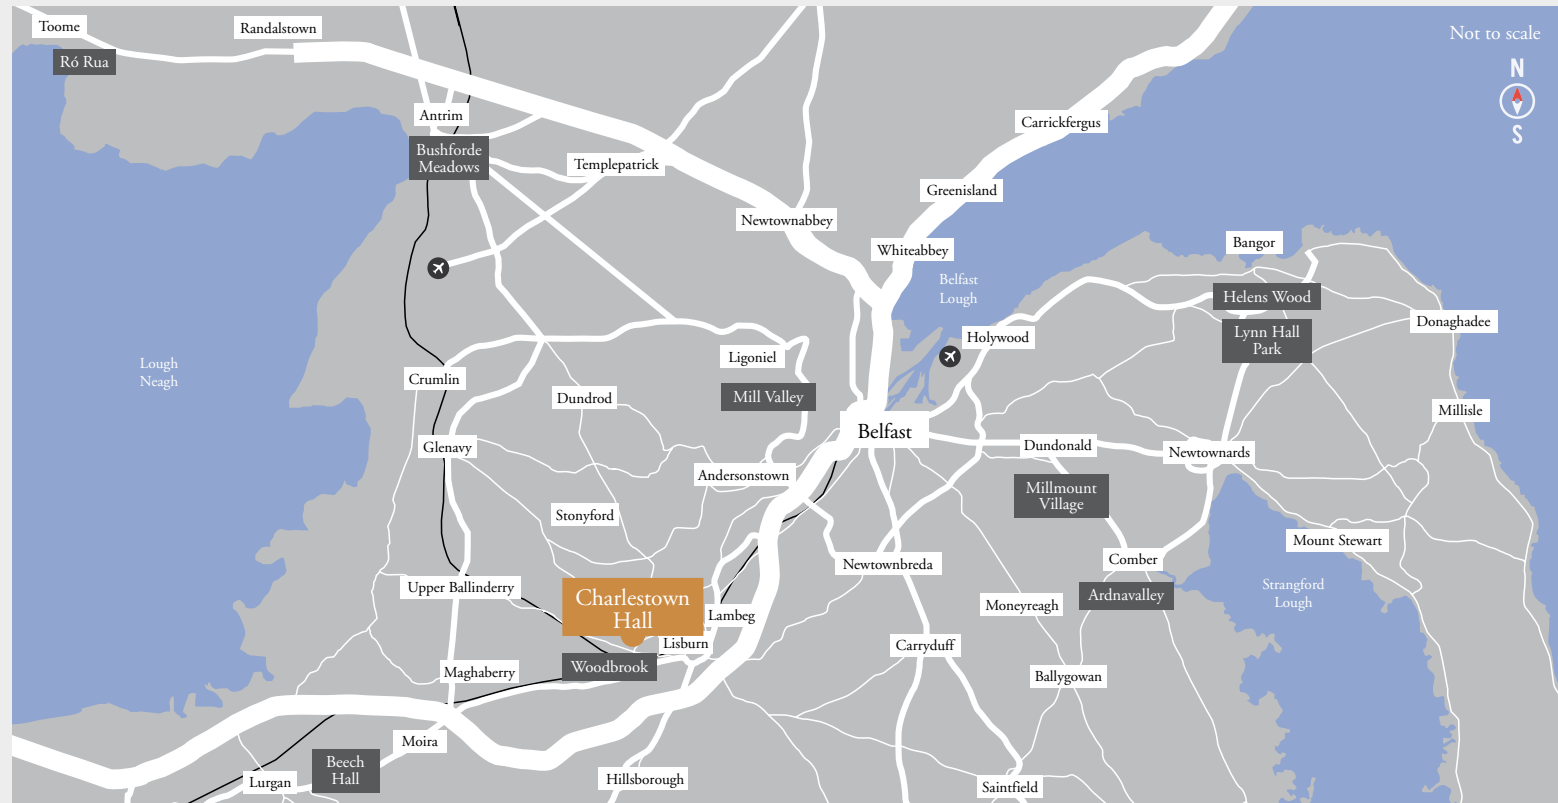 Toome
Randalstown
Not to scale
Ró Rua
N
S
Antrim
Carrickfergus
Bushforde
Meadows
Templepatrick
Greenisland
Newtownabbey
Whiteabbey
Bangor
Belfast
Lough
Helens Wood
Donaghadee
Lynn Hall
Park
Holywood
Ligoniel
Lough
Neagh
Crumlin
Dundrod
Mill Valley
Millisle
Belfast
Glenavy
Dundonald
Newtownards
Andersonstown
Millmount
Village
Stonyford
Mount Stewart
Comber
Newtownbreda
Upper Ballinderry
Strangford
Lough
Ardnavalley
Charlestown
Hall
Moneyreagh
Lambeg
Lisburn
Carryduff
Woodbrook
Maghaberry
Ballygowan
Moira
Beech
Hall
Lurgan
Hillsborough
Saintfield